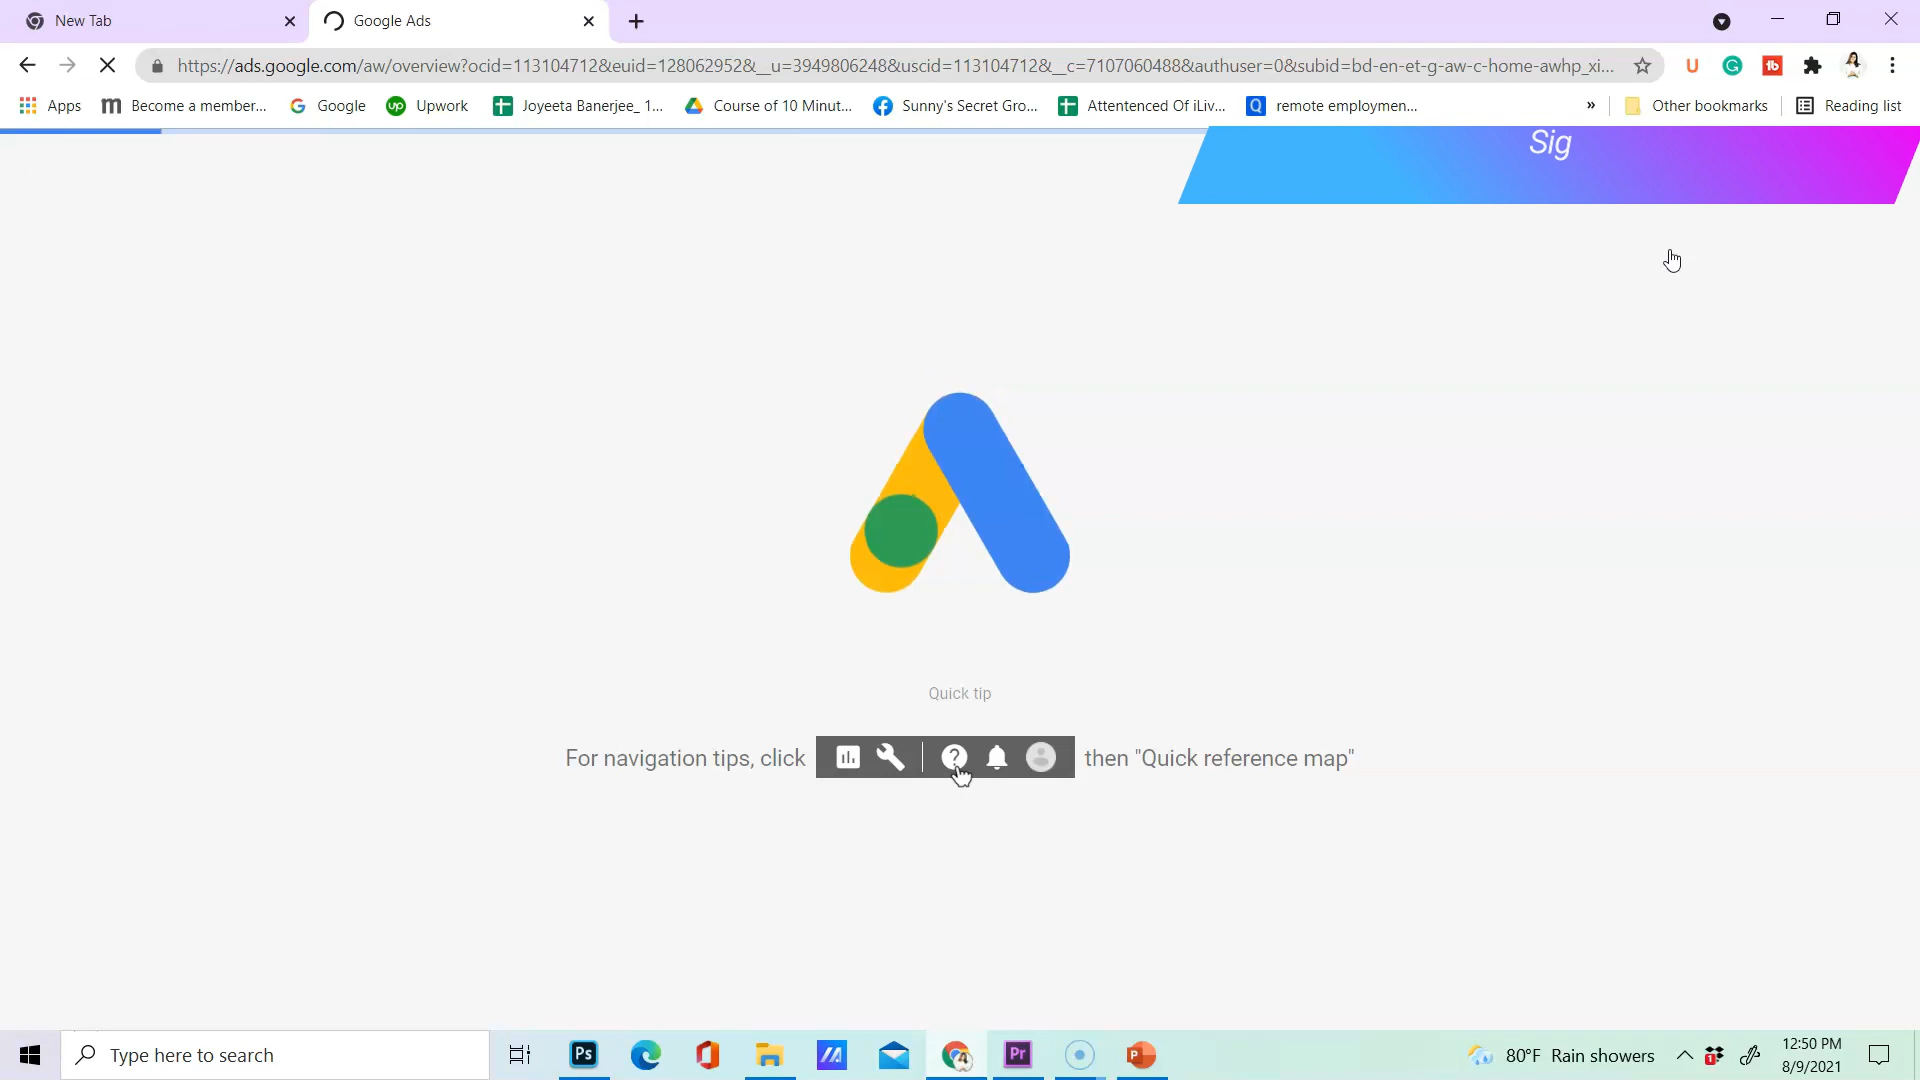 New Tab
Google Ads
https://ads.google.com/aw/overview?ocid=113104712&euid=128062952&__u=3949806248&uscid=113104712&__c=7107060488&authuser=0&subid=bd-en-et-g-aw-c-home-awhp_xi...
Apps
Become a member...
Google
Upwork
Joyeeta Banerjee_ 1...
Course of 10 Minut...
Sunny's Secret Gro...
Attentenced Of iLiv...
remote employmen...
»
Other bookmarks
Reading list
Sig
Quick tip
For navigation tips, click
then "Quick reference map"
Type here to search
80°F Rain showers
12:50 PM
8/9/2021